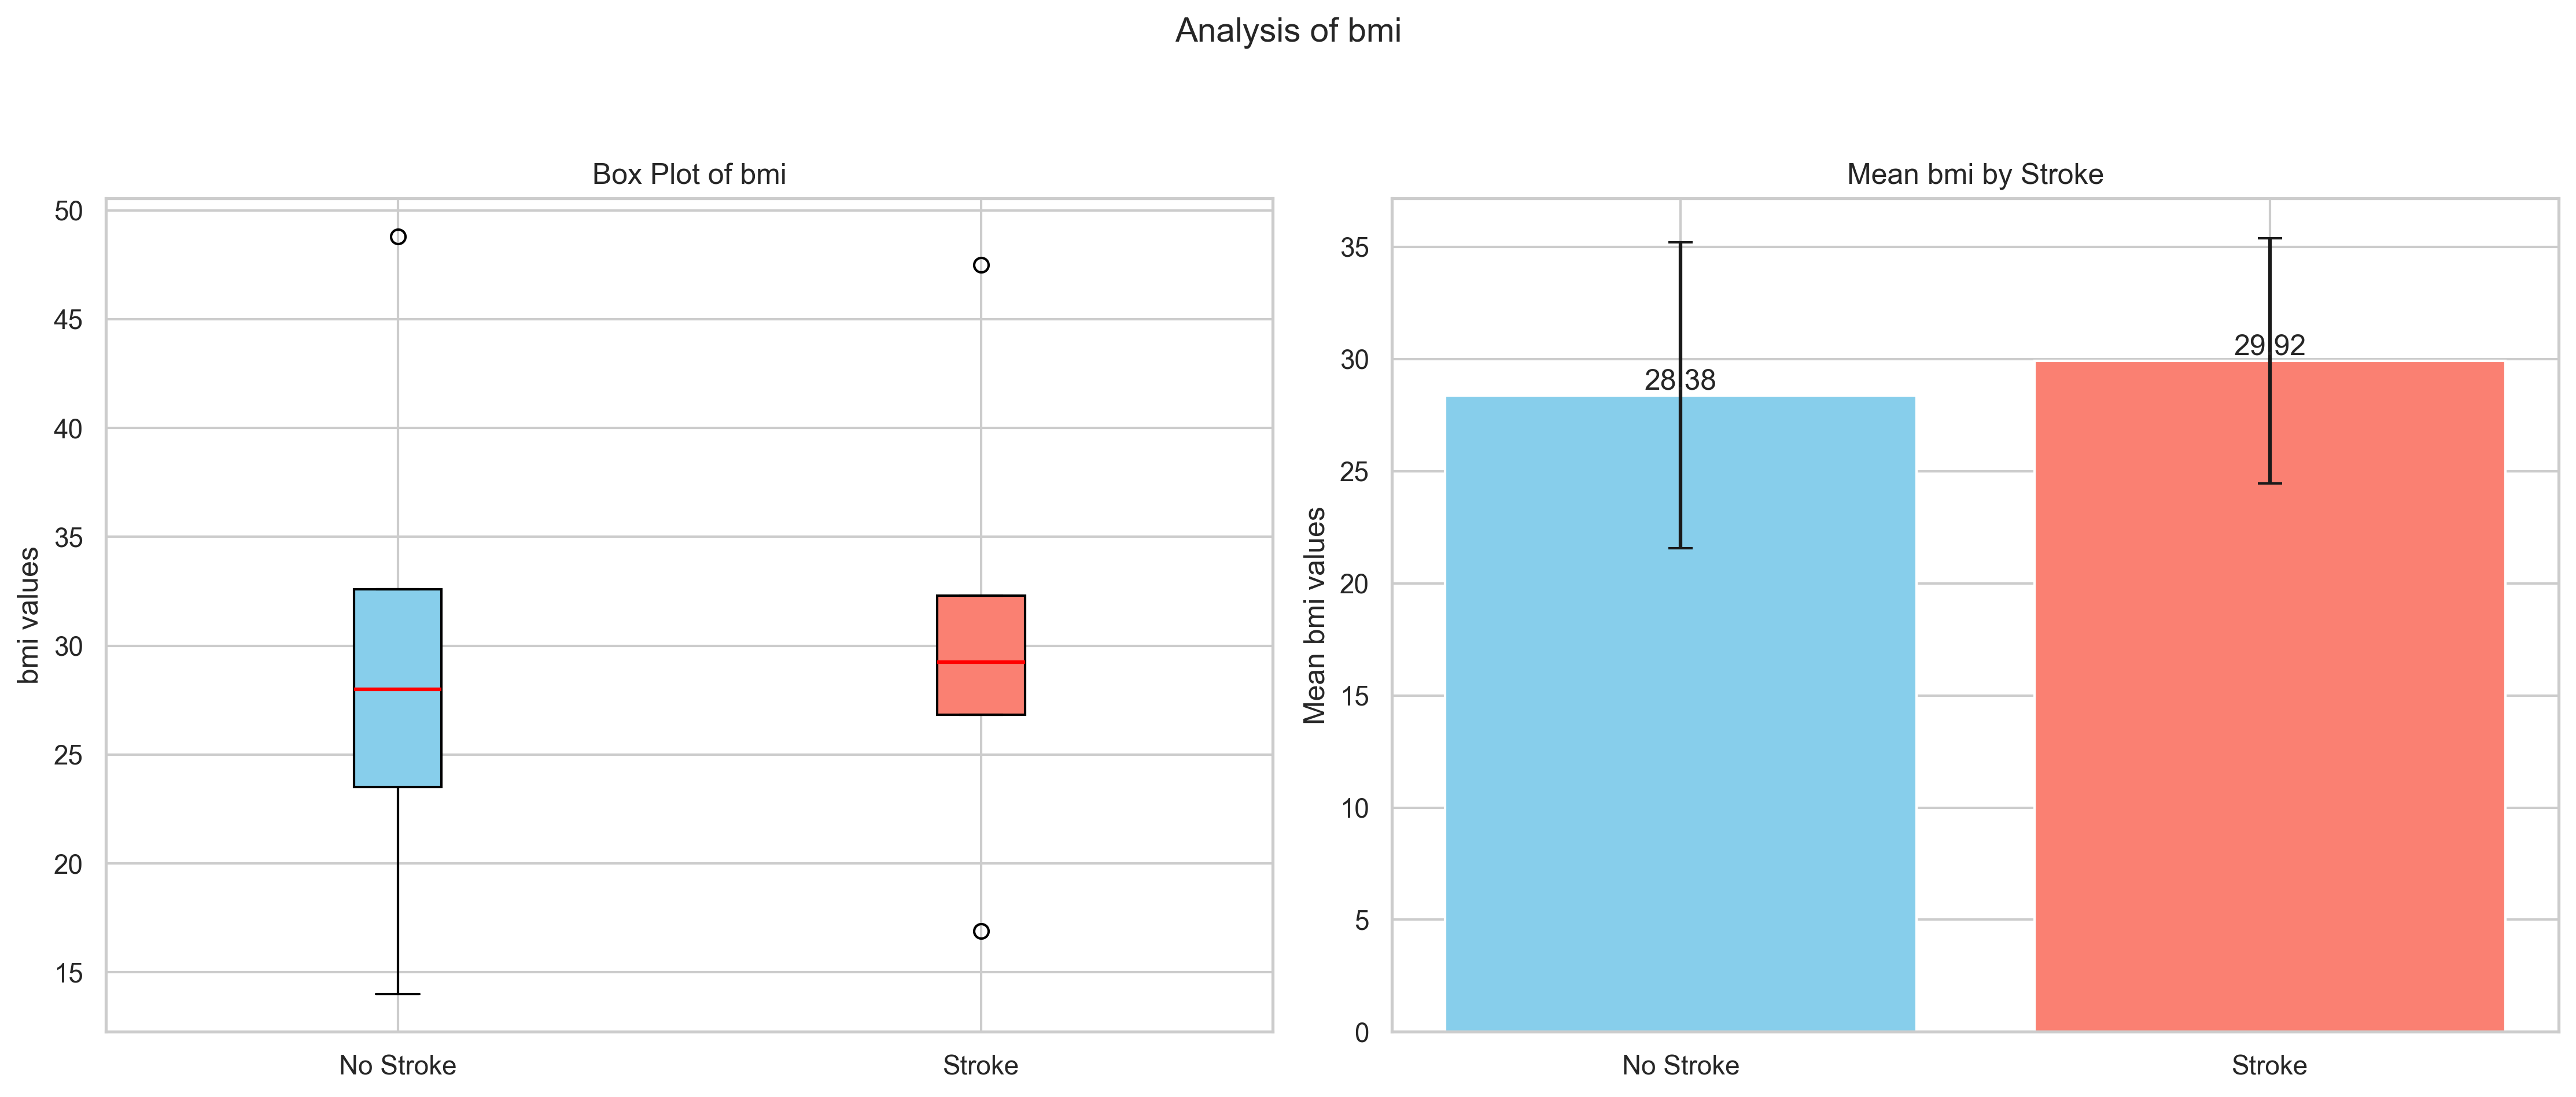 Analysis of bmi
Box Plot of bmi
bmi values
50
45
40
35
30
25
20
15
No Stroke
Stroke
Mean bmi by Stroke
Mean bmi values
35
30
25
20
15
10
5
0
28.38
29.92
No Stroke
Stroke